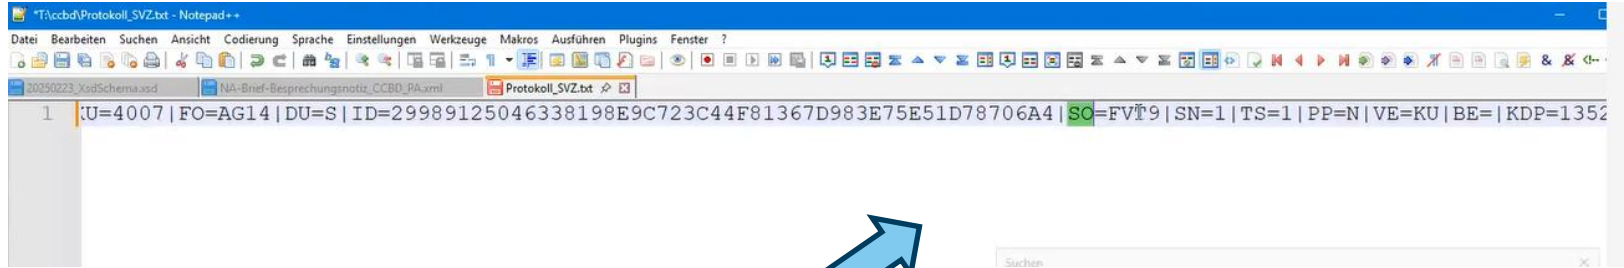 *T:\ccbd\Protokoll_SVZ.txt - Notepad++
Datei Bearbeiten Suchen Ansicht Codierung Sprache Einstellungen Werkzeuge Makros Ausführen Plugins Fenster ?
20250223_XsdSchema.xsd NA-Brief-Besprechungsnotiz_CCBD_PA.xml Protokoll_SVZ.txt
1 KU=4007|FO=AG14|DU=S|ID=29989125046338198E9C723C44F81367D983E75E51D78706A4|SO=FVT9|SN=1|TS=1|PP=N|VE=KU|BE=|KDP=1352
Suchen